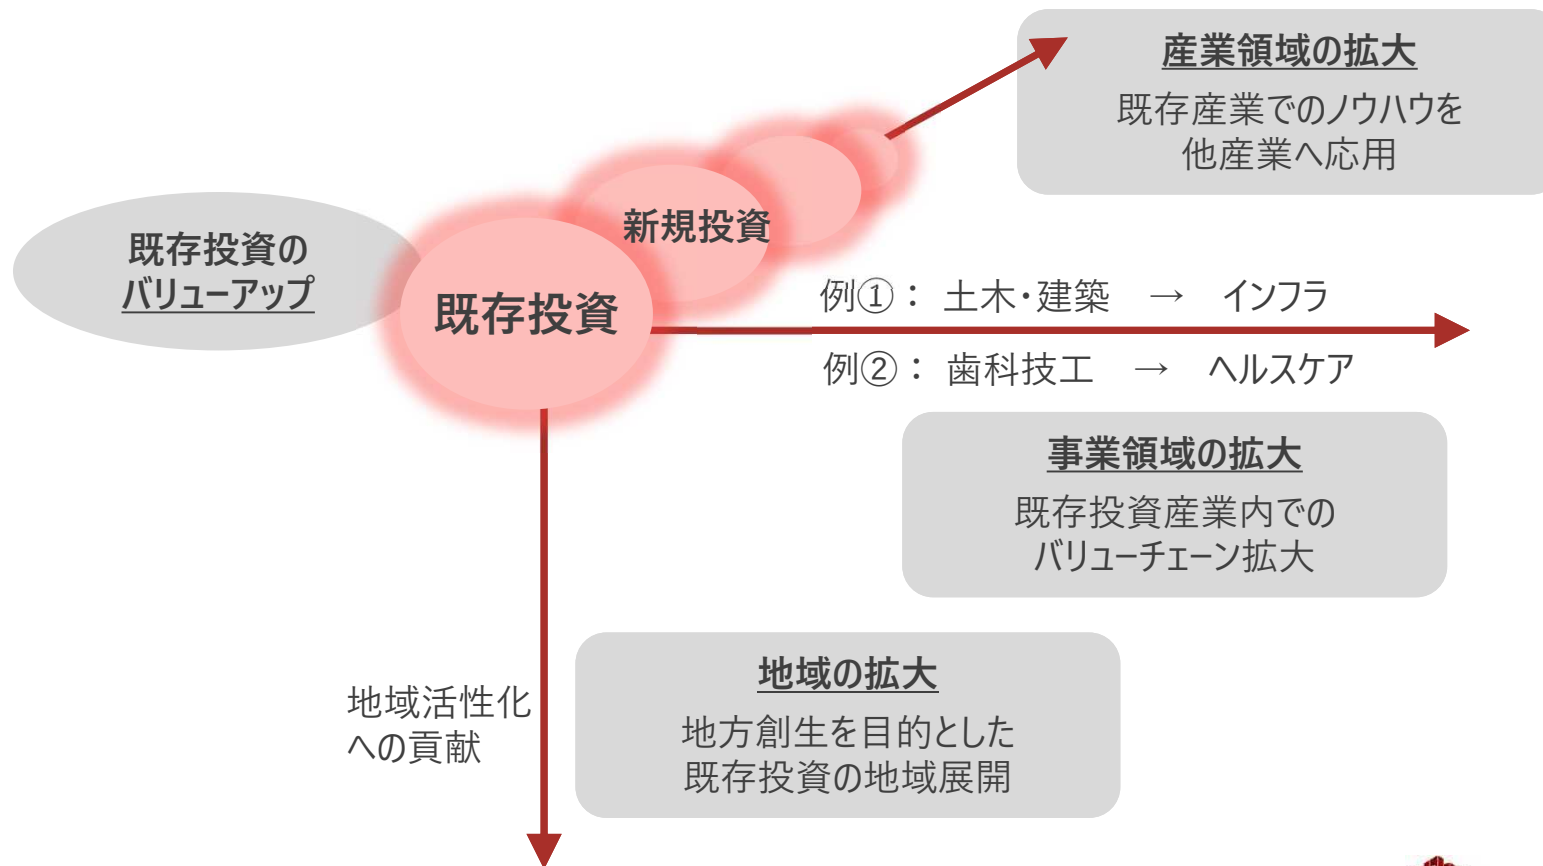 産業領域の拡大
既存産業でのノウハウを
他産業へ応用
新規投資
既存投資の
バリューアップ
既存投資
例①： 土木・建築 → インフラ
例②： 歯科技工 → ヘルスケア
事業領域の拡大
既存投資産業内での
バリューチェーン拡大
地域の拡大
地方創生を目的とした
既存投資の地域展開
地域活性化
への貢献